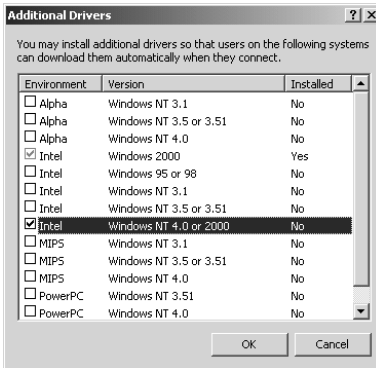 Additional Drivers
You may install additional drivers so that users on the following systems
can download them automatically when they connect.
Environment Version Installed
Alpha Windows NT 3.1 No
Alpha Windows NT 3.5 or 3.51 No
Alpha Windows NT 4.0 No
Intel Windows 2000 Yes
Intel Windows 95 or 98 No
Intel Windows NT 3.1 No
Intel Windows NT 3.5 or 3.51 No
Intel Windows NT 4.0 or 2000 No
MIPS Windows NT 3.1 No
MIPS Windows NT 3.5 or 3.51 No
MIPS Windows NT 4.0 No
PowerPC Windows NT 3.51 No
PowerPC Windows NT 4.0 No
OK Cancel